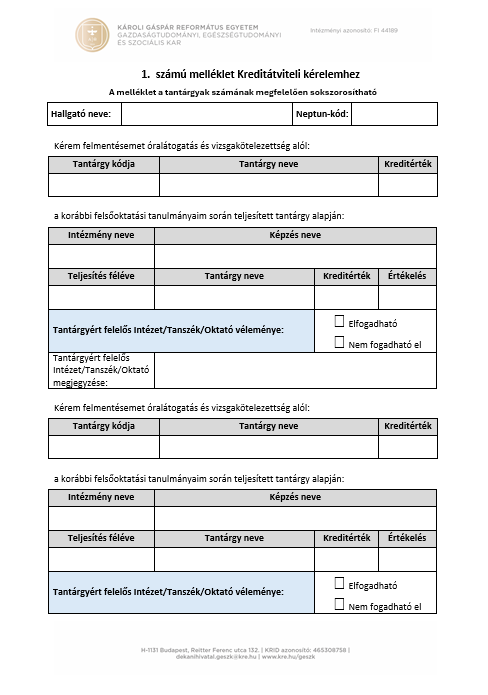 KÁROLI GÁSPÁR REFORMÁTUS EGYETEM
GAZDASÁGTUDOMÁNYI, EGÉSZSÉGTUDOMÁNYI
ÉS SZOCIÁLIS KAR
Intézményi azonosító: FI 44189
1. számú melléklet Kreditátviteli kérelemhez
A melléklet a tantárgyak számának megfelelően sokszorosítható
Hallgató neve: Neptun-kód:
Kérem felmentésemet óralátogatás és vizsgakötelezettség alól:
Tantárgy kódja Tantárgy neve Kreditérték
a korábbi felsőoktatási tanulmányaim során teljesített tantárgy alapján:
Intézmény neve Képzés neve
Teljesítés féléve Tantárgy neve Kreditérték Értékelés
Tantárgyért felelős Intézet/Tanszék/Oktató véleménye:
Elfogadható
Nem fogadható el
Tantárgyért felelős
Intézet/Tanszék/Oktató
megjegyzése:
Kérem felmentésemet óralátogatás és vizsgakötelezettség alól:
Tantárgy kódja Tantárgy neve Kreditérték
a korábbi felsőoktatási tanulmányaim során teljesített tantárgy alapján:
Intézmény neve Képzés neve
Teljesítés féléve Tantárgy neve Kreditérték Értékelés
Tantárgyért felelős Intézet/Tanszék/Oktató véleménye:
Elfogadható
Nem fogadható el
H-1131 Budapest, Reitter Ferenc utca 132. | KRID azonosító: 465308758 |
dekanihivatal.geszk@kre.hu | www.kre.hu/geszk